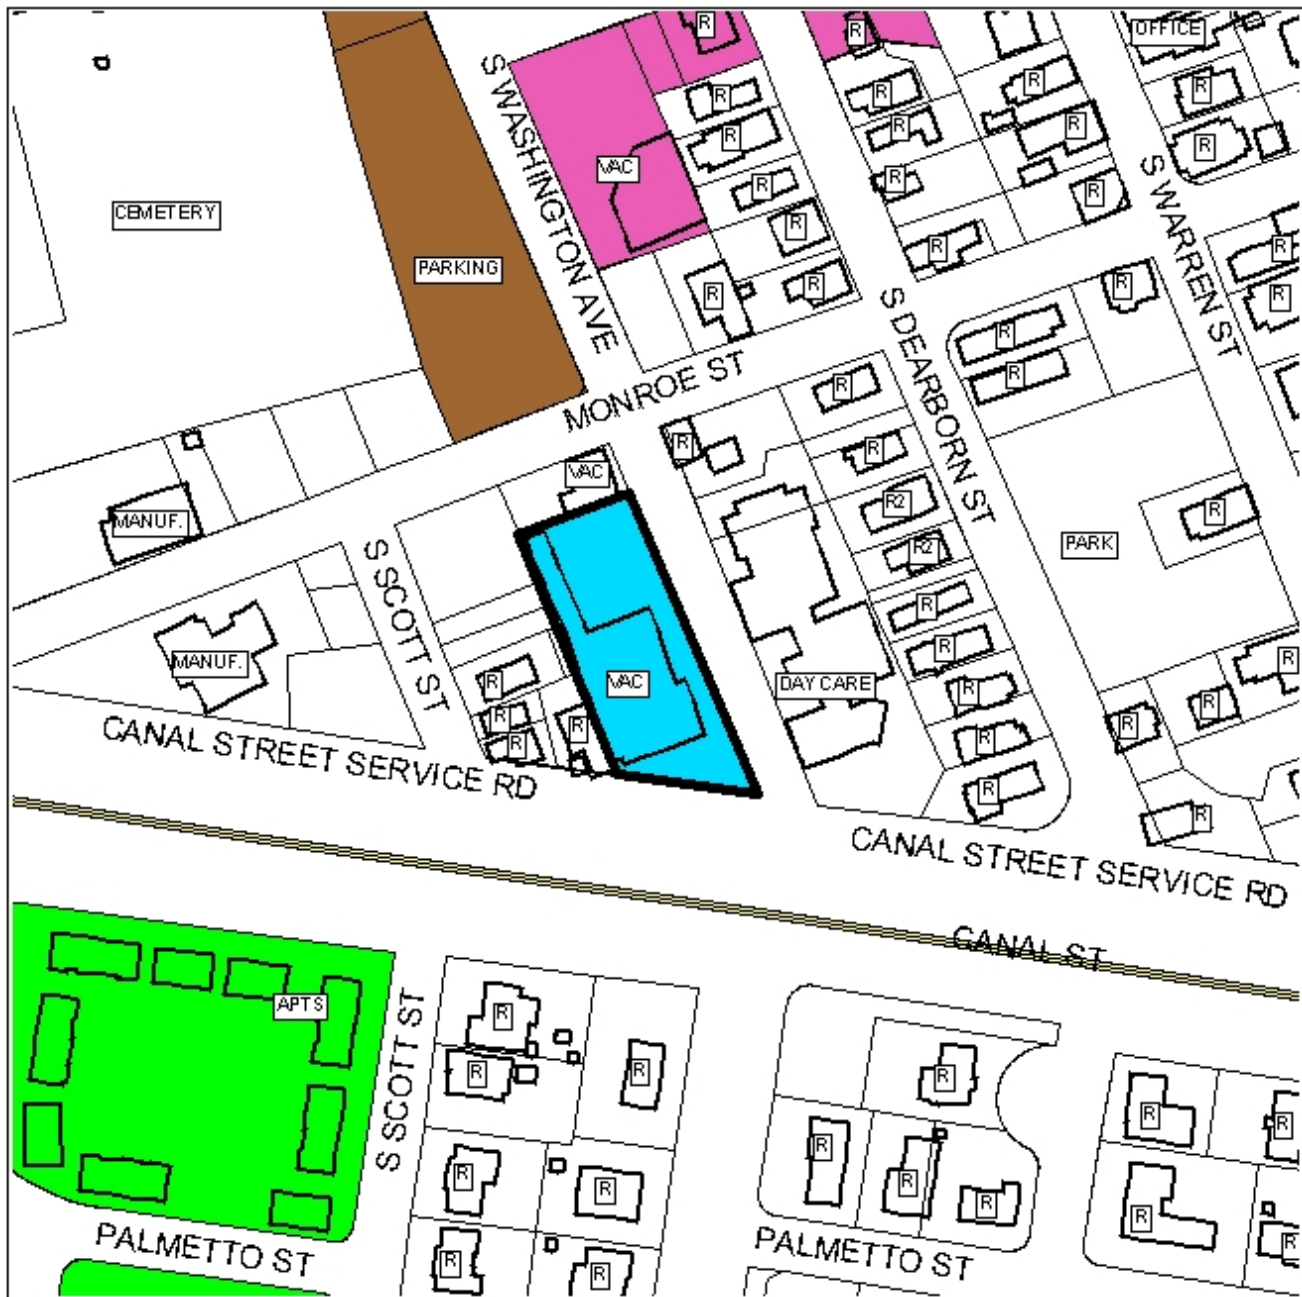 R
R
OFFICE
S WASHINGTON AVE
R
R
R
R
R
R
R
R
R
VAC
S WARREN ST
R
R
R
R
CEMETERY
R
R
R
PARKING
R
R
R
R
S DEARBORN ST
R
R
MONROE ST
R
R
R
R
VAC
R2
R
MANUF.
S SCOTT ST
R2
PARK
R
R
MANUF.
R
R
VAC
DAY CARE
R
R
R
R
R
R
R
R
CANAL STREET SERVICE RD
R
R
CANAL STREET SERVICE RD
CANAL ST
APTS
R
S SCOTT ST
R
R
R
R
R
R
R
R
R
R
R
R
PALMETTO ST
PALMETTO ST
R
R
R